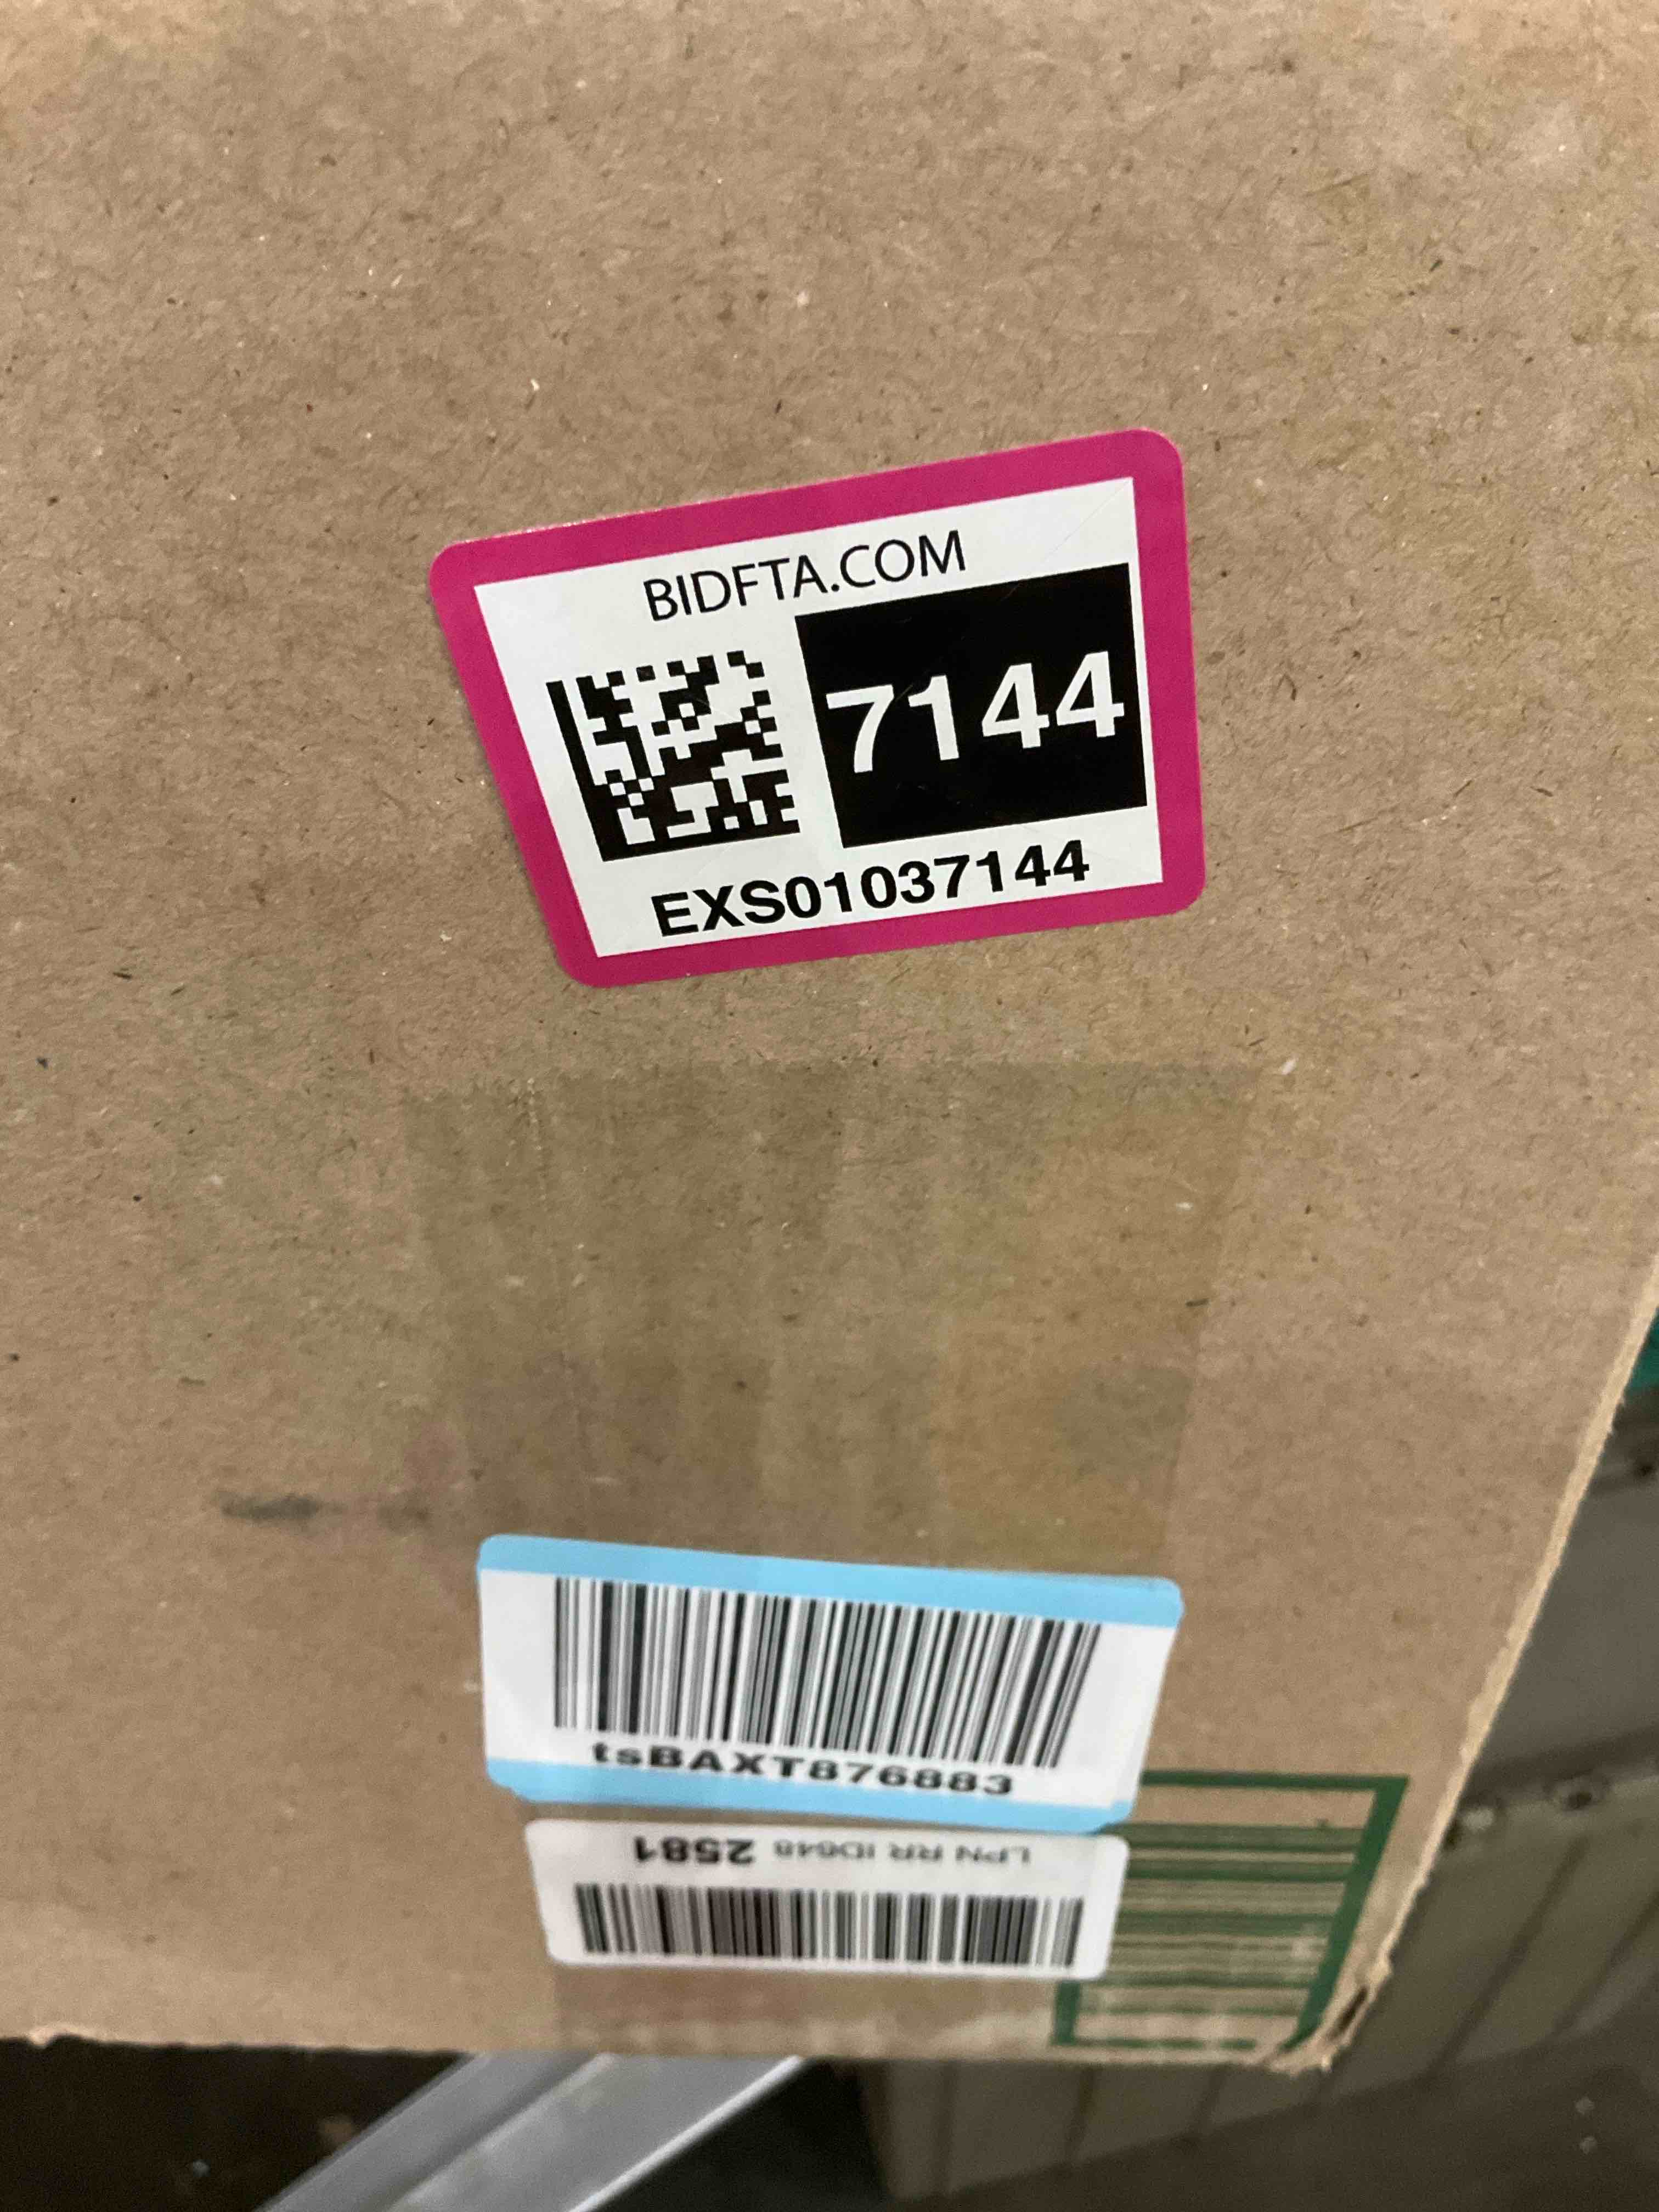 BIDFTA.COM
7144
EXS01037144
tsBAXT876883
LPN RR ID648 2581